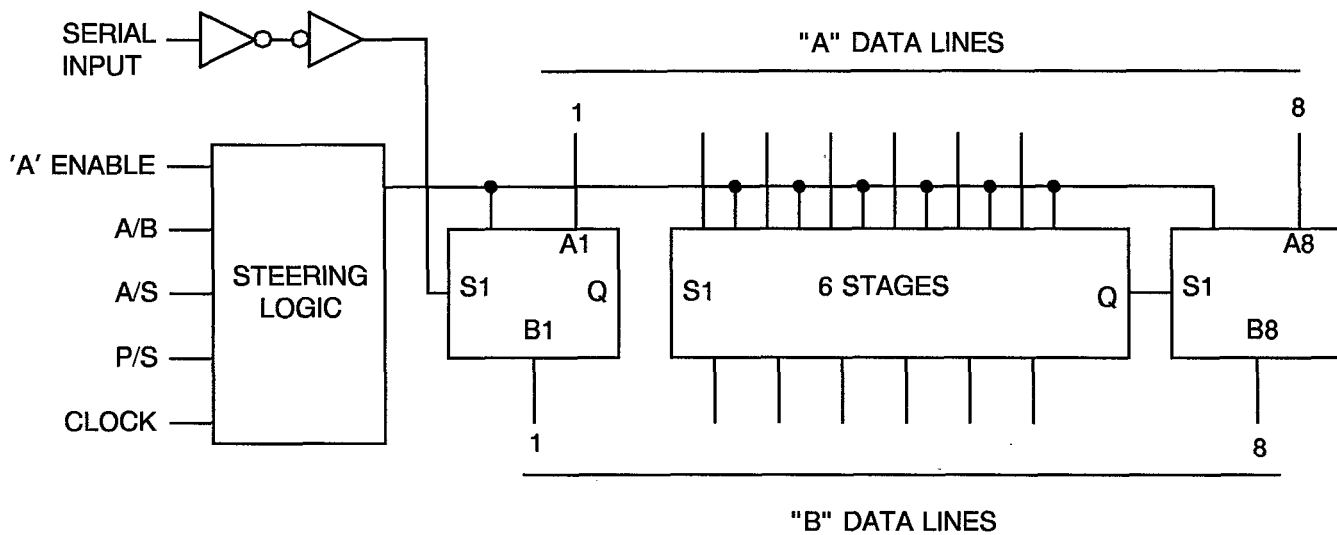 SERIAL
INPUT
"A" DATA LINES
1
8
'A' ENABLE
A/B
A/S
P/S
CLOCK
STEERING
LOGIC
A1
S1
Q
B1
S1
6 STAGES
Q
A8
S1
B8
1
8
"B" DATA LINES